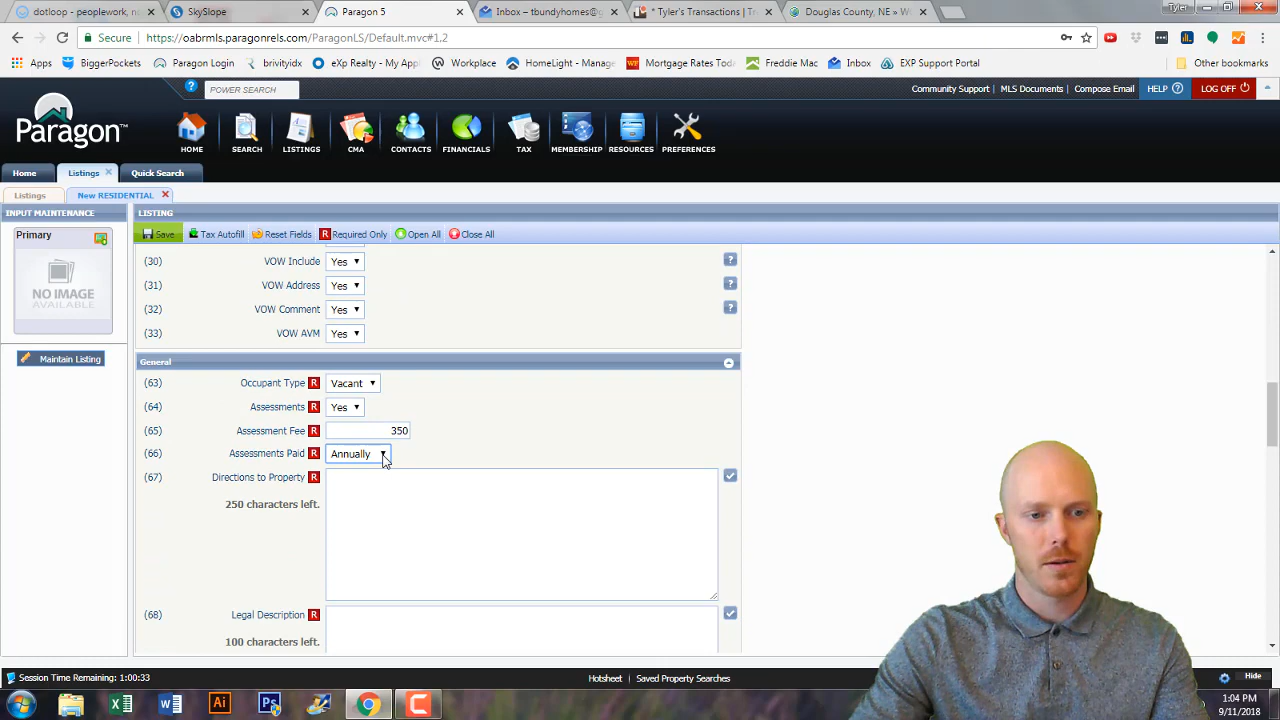 dotloop - peoplework, n
SkySlope
Paragon 5
Inbox – tbundyhomes@g
* Tyler's Transactions | T
Douglas County, NE » W
Tyler
Secure
https://oabrmls.paragonrels.com/ParagonLS/Default.mvc#1.2
Apps
BiggerPockets
Paragon Login
brivityidx
eXp Realty - My App
Workplace
HomeLight - Manage
Mortgage Rates Tod
Freddie Mac
Inbox
EXP Support Portal
Other bookmarks
POWER SEARCH
Community Support
MLS Documents
Compose Email
HELP
LOG OFF
Paragon™
HOME
SEARCH
LISTINGS
CMA
CONTACTS
FINANCIALS
TAX
MEMBERSHIP
RESOURCES
PREFERENCES
Home
Listings
Quick Search
Listings
New RESIDENTIAL
INPUT MAINTENANCE
Primary
NO IMAGE
AVAILABLE
Maintain Listing
LISTING
Save
Tax Autofill
Reset Fields
R Required Only
Open All
Close All
(30) VOW Include Yes ?
(31) VOW Address Yes ?
(32) VOW Comment Yes ?
(33) VOW AVM Yes
General
(63) Occupant Type R Vacant
(64) Assessments R Yes
(65) Assessment Fee R 350
(66) Assessments Paid R Annually
(67) Directions to Property R
250 characters left.
(68) Legal Description R
100 characters left.
Session Time Remaining: 1:00:33
Hotsheet
Saved Property Searches
Hide
1:04 PM
9/11/2018